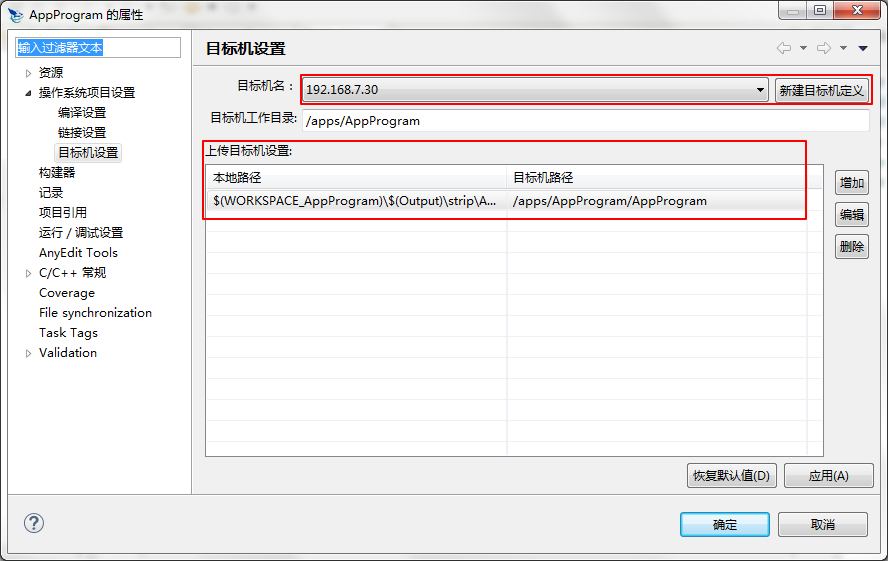 AppProgram 的属性
输入过滤器文本
资源
操作系统项目设置
编译设置
链接设置
目标机设置
构建器
记录
项目引用
运行 / 调试设置
AnyEdit Tools
C/C++ 常规
Coverage
File synchronization
Task Tags
Validation
目标机设置
目标机名： 192.168.7.30 新建目标机定义
目标机工作目录: /apps/AppProgram
上传目标机设置:
本地路径 目标机路径
$(WORKSPACE_AppProgram)\$(Output)\strip\A... /apps/AppProgram/AppProgram
增加
编辑
删除
恢复默认值(D) 应用(A)
? 确定 取消